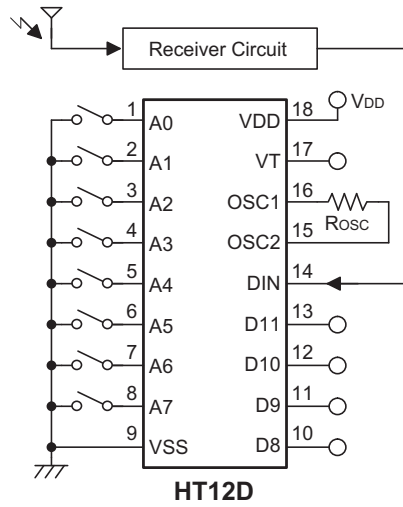 Receiver Circuit
1 A0 VDD 18 VDD
2 A1 VT 17
3 A2 OSC1 16
ROSC
4 A3 OSC2 15
5 A4 DIN 14
6 A5 D11 13
7 A6 D10 12
8 A7 D9 11
9 VSS D8 10
HT12D